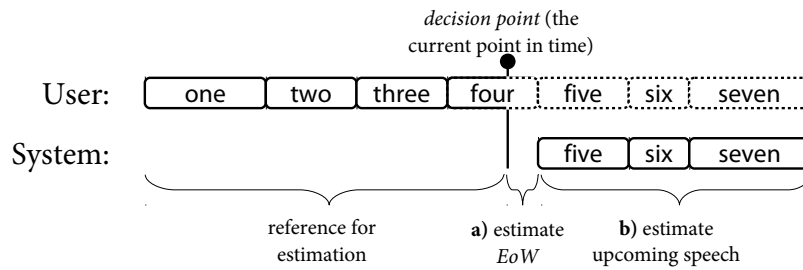 decision point (the
current point in time)
User: one two three four five six seven
System: five six seven
reference for
estimation
a) estimate
EoW
b) estimate
upcoming speech